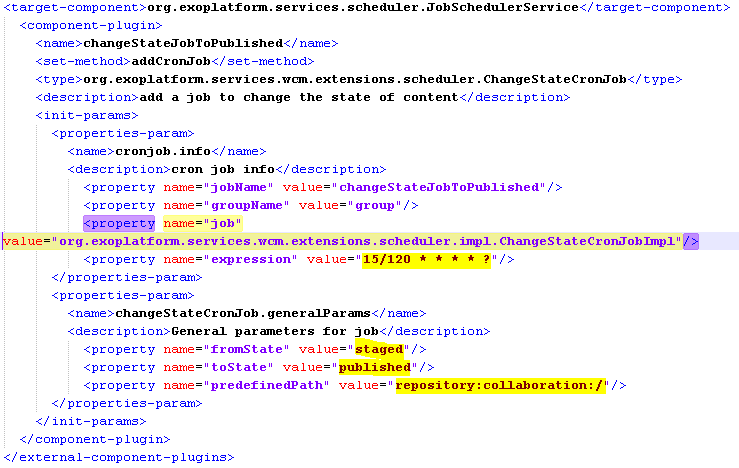 <target-component>org.exoplatform.services.scheduler.JobSchedulerService</target-component>
<component-plugin>
<name>changeStateJobToPublished</name>
<set-method>addCronJob</set-method>
<type>org.exoplatform.services.wcm.extensions.scheduler.ChangeStateCronJob</type>
<description>add a job to change the state of content</description>
<init-params>
<properties-param>
<name>cronjob.info</name>
<description>cron job info</description>
<property name="jobName" value="changeStateJobToPublished"/>
<property name="groupName" value="group"/>
<property name="job"
value="org.exoplatform.services.wcm.extensions.scheduler.impl.ChangeStateCronJobImpl"/>
<property name="expression" value="15/120 * * * * ?"/>
</properties-param>
<properties-param>
<name>changeStateCronJob.generalParams</name>
<description>General parameters for job</description>
<property name="fromState" value="staged"/>
<property name="toState" value="published"/>
<property name="predefinedPath" value="repository:collaboration:/"/>
</properties-param>
</init-params>
</component-plugin>
</external-component-plugins>